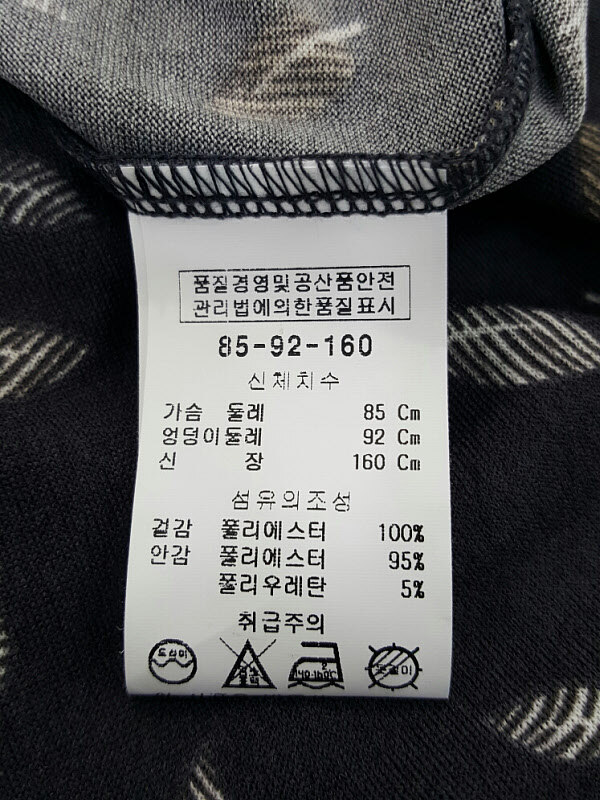 품질경영및공산품안전
관리법에의한품질표시
85-92-160
신체치수
가슴 둘레 85 Cm
엉덩이둘레 92 Cm
신 장 160 Cm
섬유의조성
겉감 폴리에스터 100%
안감 폴리에스터 95%
폴리우레탄 5%
취급주의
드라이
140-160℃